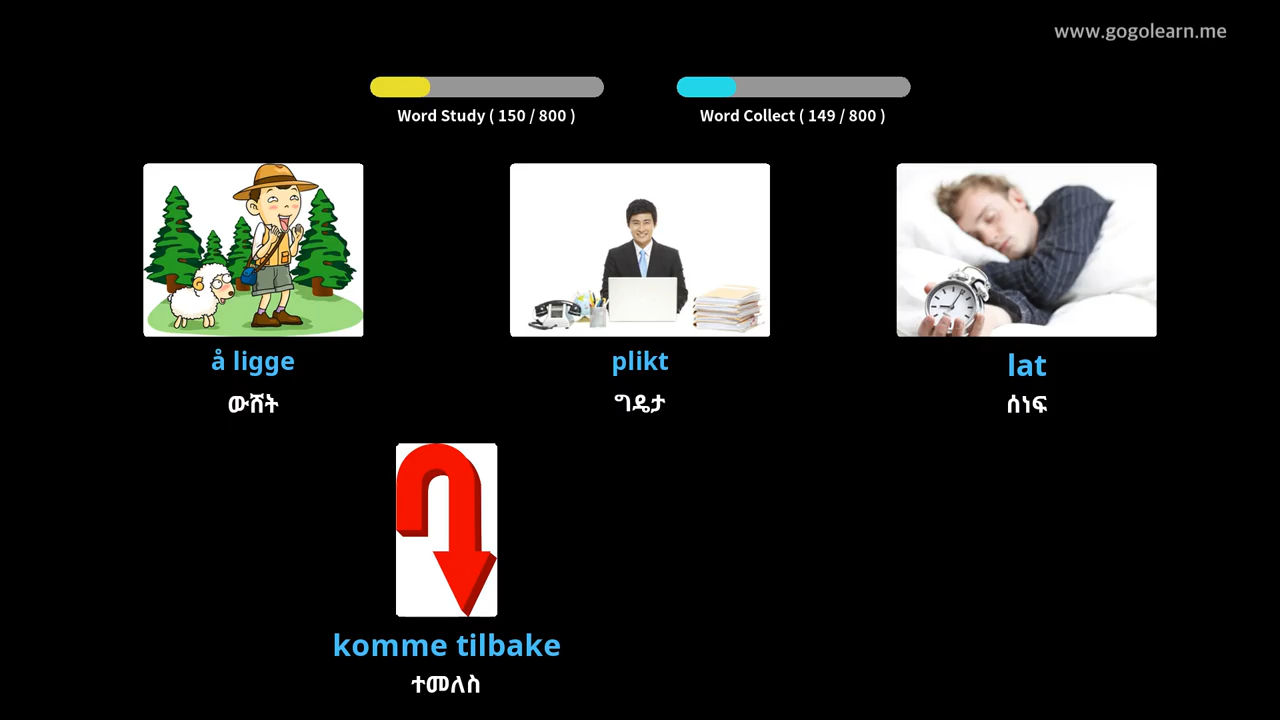 www.gogolearn.me
Word Study ( 150 / 800 )
Word Collect ( 149 / 800 )
å ligge
plikt
lat
ውሸት
ግዴታ
ሰነፍ
komme tilbake
ተመለስ